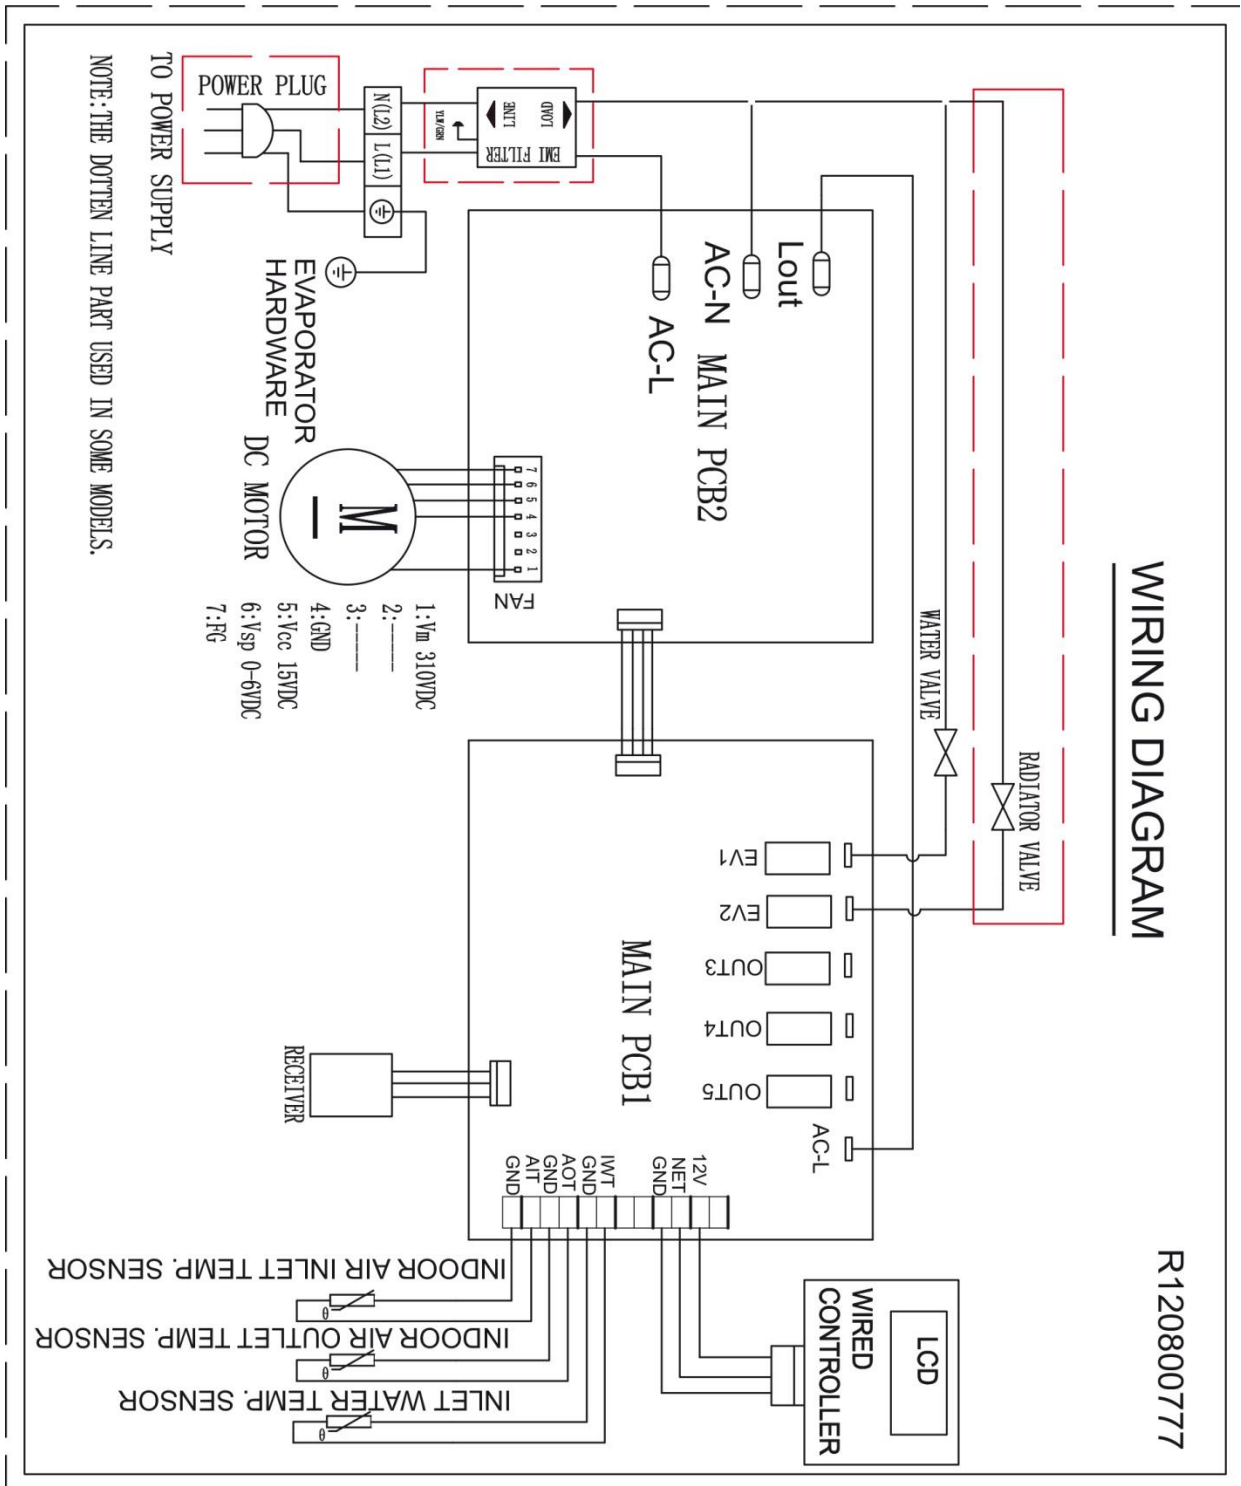 WIRING DIAGRAM
R120800777
RADIATOR VALVE
WATER VALVE
POWER PLUG
TO POWER SUPPLY
NOTE:THE DOTTEN LINE PART USED IN SOME MODELS.
N(L2)
L(L1)
LINE
LOAD
YLW/GRN
EMI FILTER
EVAPORATOR
HARDWARE
Lout
AC-N
AC-L
MAIN PCB2
DC MOTOR
M
7 6 5 4 3 2 1
FAN
1:Vm 310VDC
2:-----
3:-----
4:GND
5:Vcc 15VDC
6:Vsp 0-6VDC
7:FG
EV1
EV2
OUT3
OUT4
OUT5
AC-L
MAIN PCB1
RECEIVER
12V
NET
GND
IWT
GND
AOT
GND
AIT
GND
LCD
WIRED
CONTROLLER
INDOOR AIR INLET TEMP. SENSOR
θ
INDOOR AIR OUTLET TEMP. SENSOR
θ
INLET WATER TEMP. SENSOR
θ